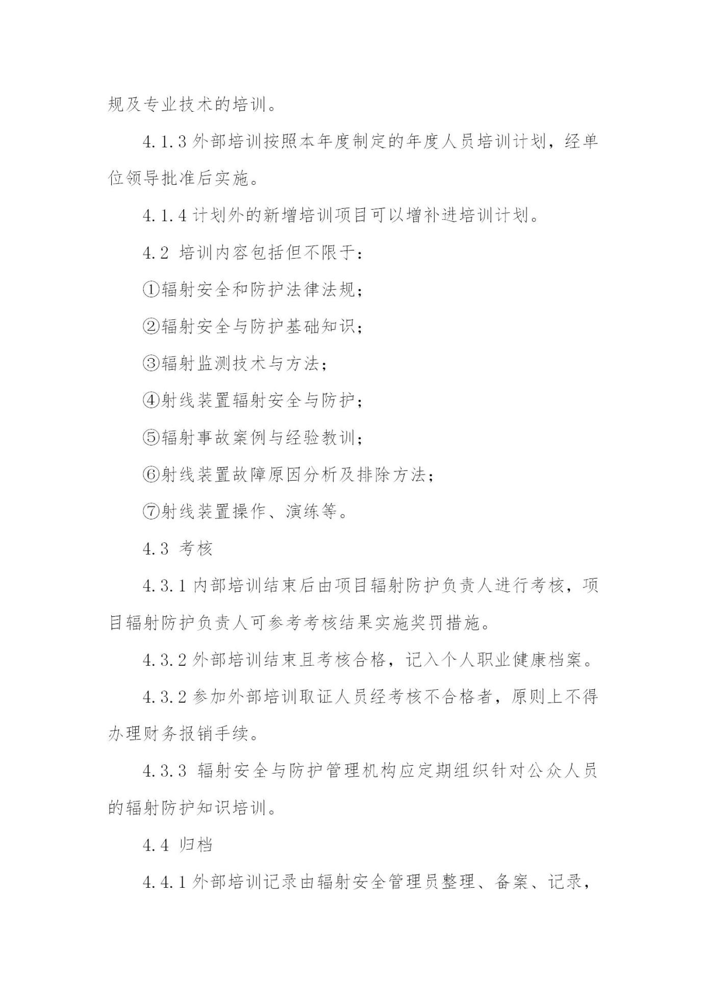 规及专业技术的培训。
4.1.3外部培训按照本年度制定的年度人员培训计划，经单
位领导批准后实施。
4.1.4计划外的新增培训项目可以增补进培训计划。
4.2 培训内容包括但不限于：
①辐射安全和防护法律法规；
②辐射安全与防护基础知识；
③辐射监测技术与方法；
④射线装置辐射安全与防护；
⑤辐射事故案例与经验教训；
⑥射线装置故障原因分析及排除方法；
⑦射线装置操作、演练等。
4.3 考核
4.3.1内部培训结束后由项目辐射防护负责人进行考核，项
目辐射防护负责人可参考考核结果实施奖罚措施。
4.3.2外部培训结束且考核合格，记入个人职业健康档案。
4.3.2参加外部培训取证人员经考核不合格者，原则上不得
办理财务报销手续。
4.3.3 辐射安全与防护管理机构应定期组织针对公众人员
的辐射防护知识培训。
4.4 归档
4.4.1外部培训记录由辐射安全管理员整理、备案、记录，